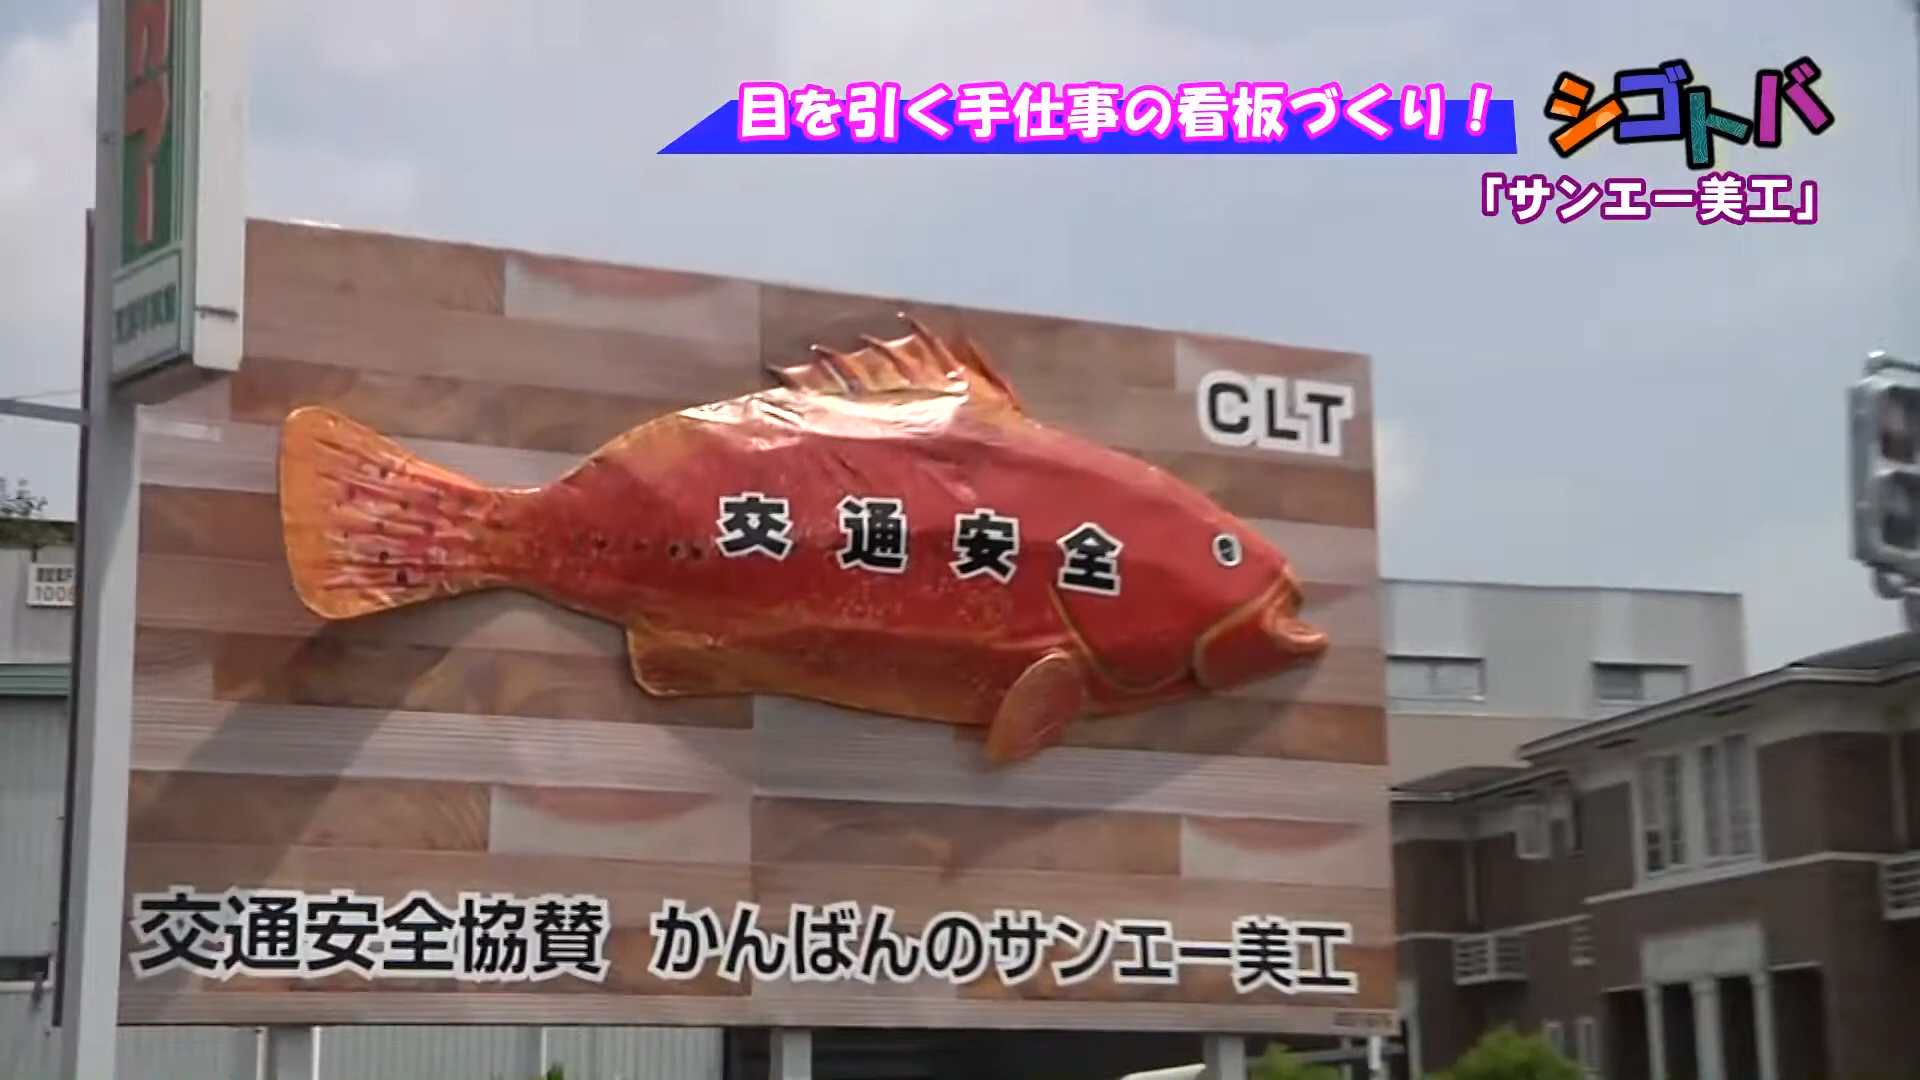 目を引く手仕事の看板づくり！
シゴトバ
「サンエー美工」
CLT
交通安全
交通安全協賛 かんばんのサンエー美工